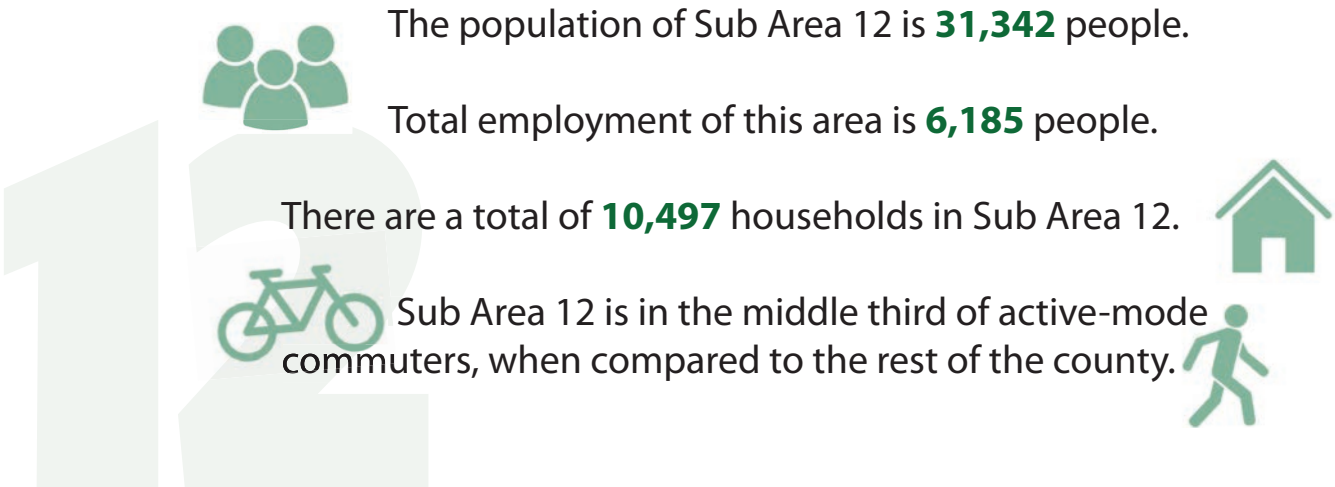 12
The population of Sub Area 12 is 31,342 people.
Total employment of this area is 6,185 people.
There are a total of 10,497 households in Sub Area 12.
Sub Area 12 is in the middle third of active-mode
commuters, when compared to the rest of the county.